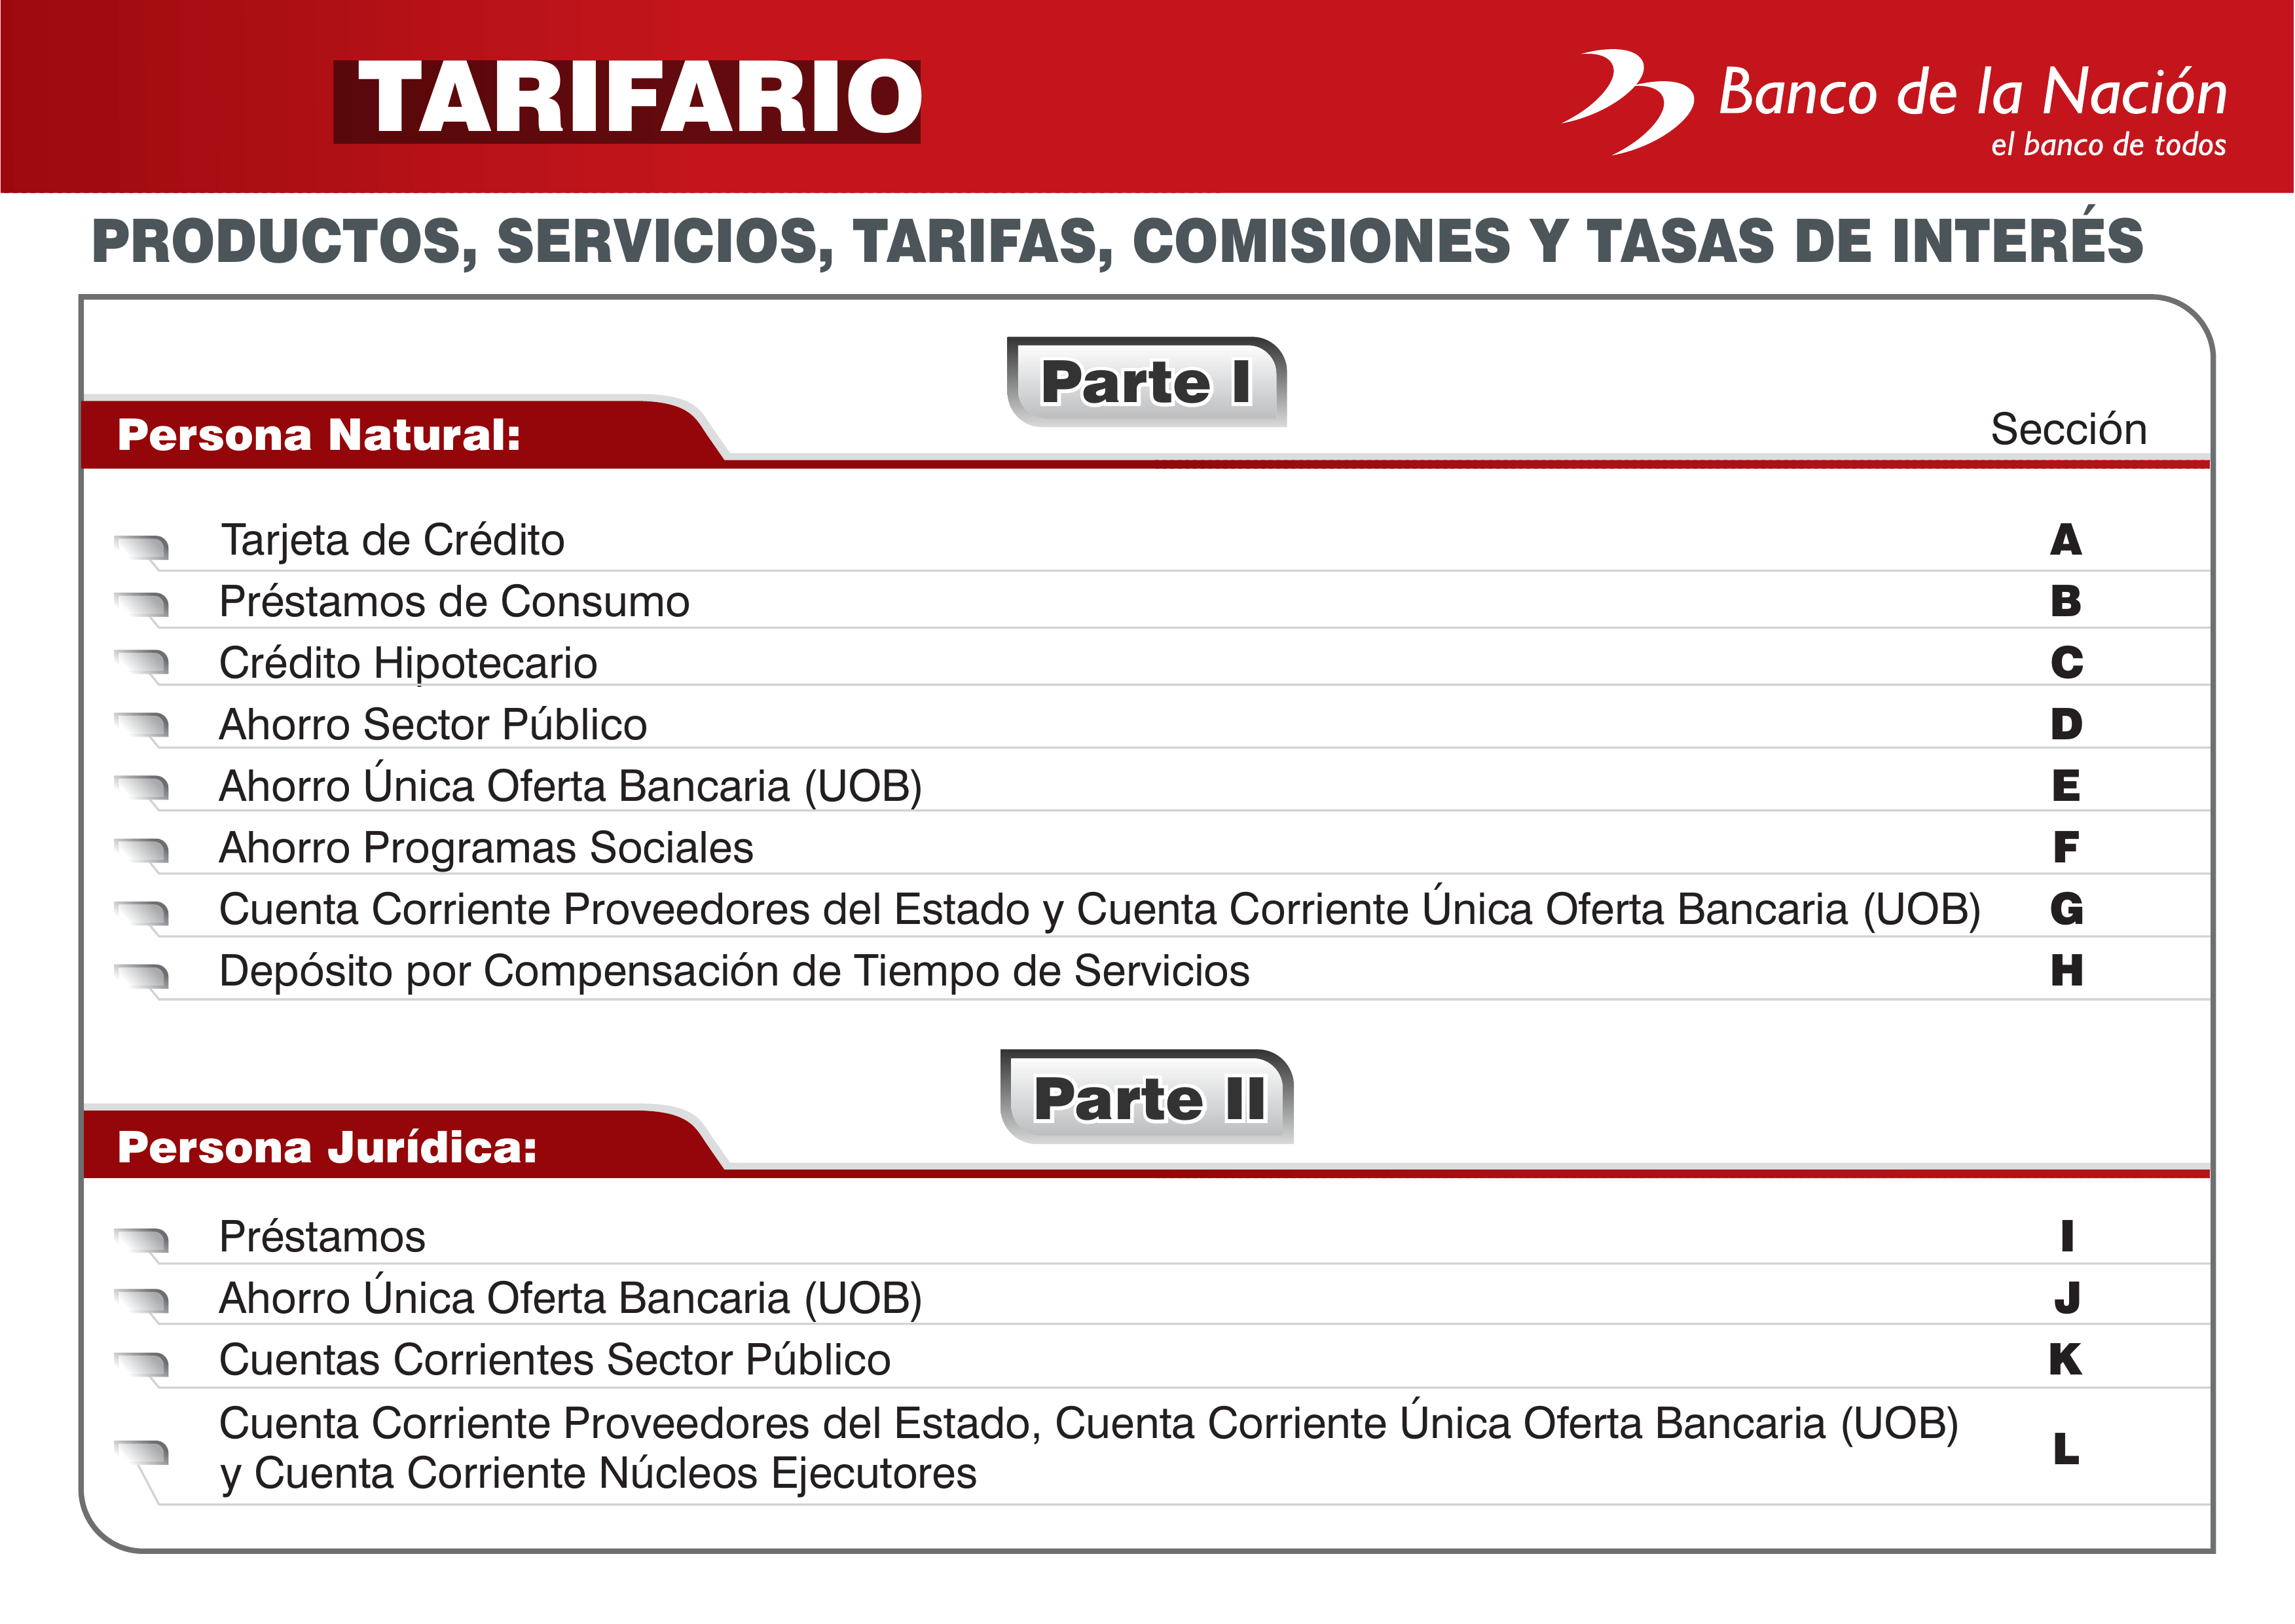 TARIFARIO
Banco de la Nación
el banco de todos
PRODUCTOS, SERVICIOS, TARIFAS, COMISIONES Y TASAS DE INTERÉS
Parte I
Persona Natural:
Sección
Tarjeta de Crédito A
Préstamos de Consumo B
Crédito Hipotecario C
Ahorro Sector Público D
Ahorro Única Oferta Bancaria (UOB) E
Ahorro Programas Sociales F
Cuenta Corriente Proveedores del Estado y Cuenta Corriente Única Oferta Bancaria (UOB) G
Depósito por Compensación de Tiempo de Servicios H
Parte II
Persona Jurídica:
Préstamos I
Ahorro Única Oferta Bancaria (UOB) J
Cuentas Corrientes Sector Público K
Cuenta Corriente Proveedores del Estado, Cuenta Corriente Única Oferta Bancaria (UOB)
y Cuenta Corriente Núcleos Ejecutores L